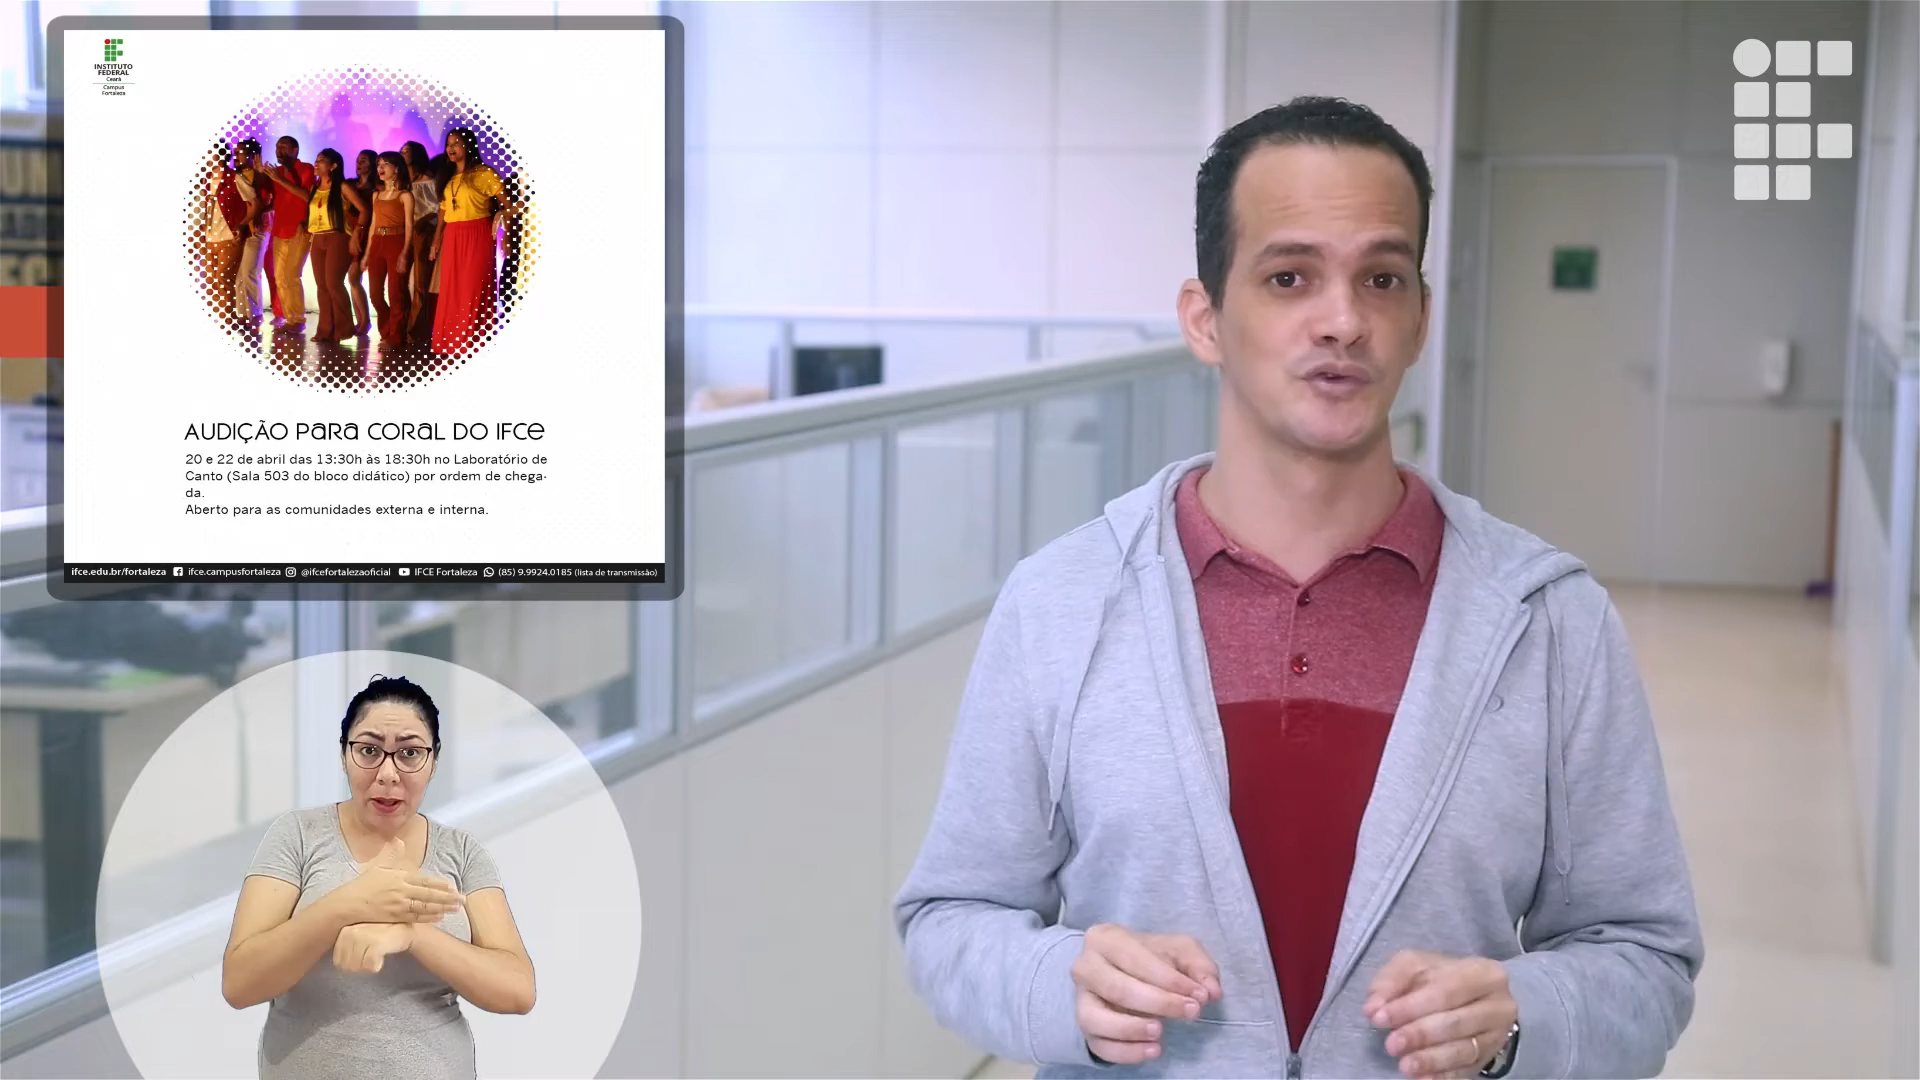 INSTITUTO
FEDERAL
Ceará
Campus
Fortaleza
AUDIÇÃO PARA CORAL DO IFCE
20 e 22 de abril das 13:30h às 18:30h no Laboratório de
Canto (Sala 503 do bloco didático) por ordem de chega-
da.
Aberto para as comunidades externa e interna.
ifce.edu.br/fortaleza ifce.campusfortaleza @ifcefortalezaoficial IFCE Fortaleza (85) 9.9924.0185 (lista de transmissão)